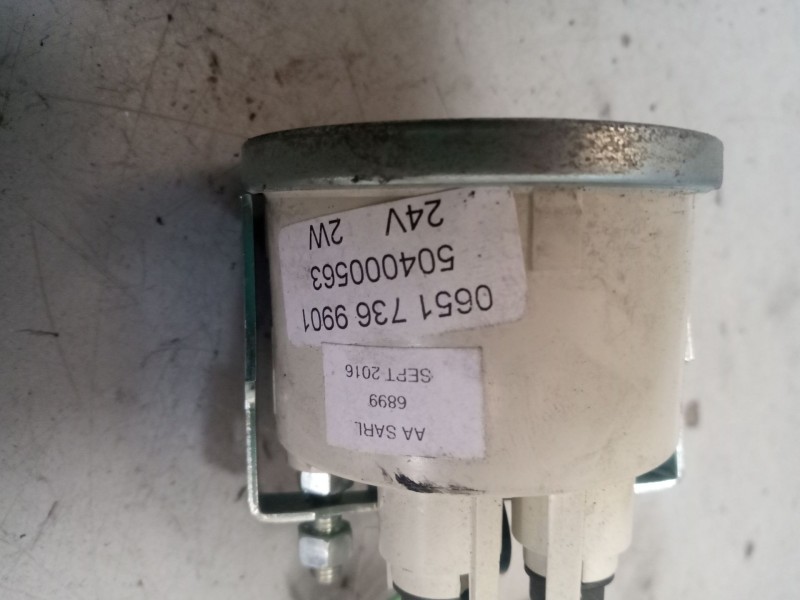 0651 736 9901
504000563
24V 2W
AA SARL
6899
SEPT 2016